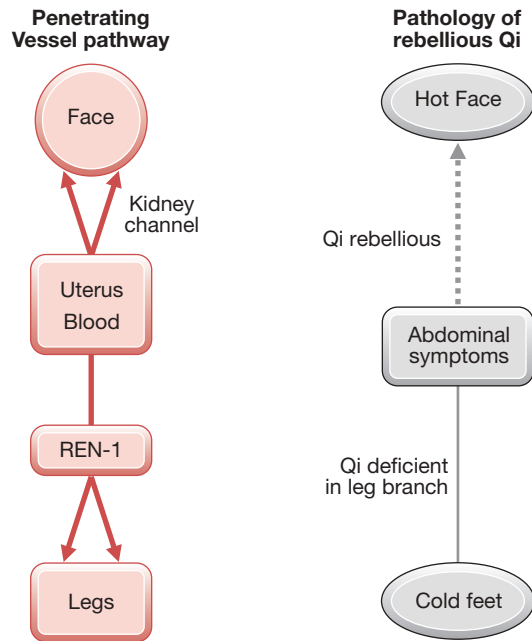 Penetrating
Vessel pathway
Face
Kidney
channel
Uterus
Blood
REN-1
Legs
Pathology of
rebellious Qi
Hot Face
Qi rebellious
Abdominal
symptoms
Qi deficient
in leg branch
Cold feet